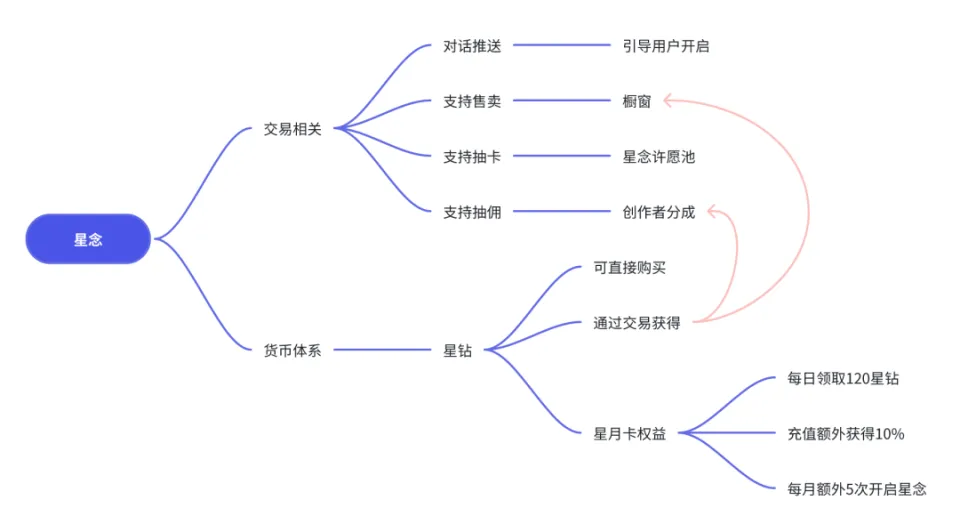 星念
交易相关
对话推送
引导用户开启
支持售卖
橱窗
支持抽卡
星念许愿池
支持抽佣
创作者分成
货币体系
星钻
可直接购买
通过交易获得
星月卡权益
每日领取120星钻
充值额外获得10%
每月额外5次开启星念